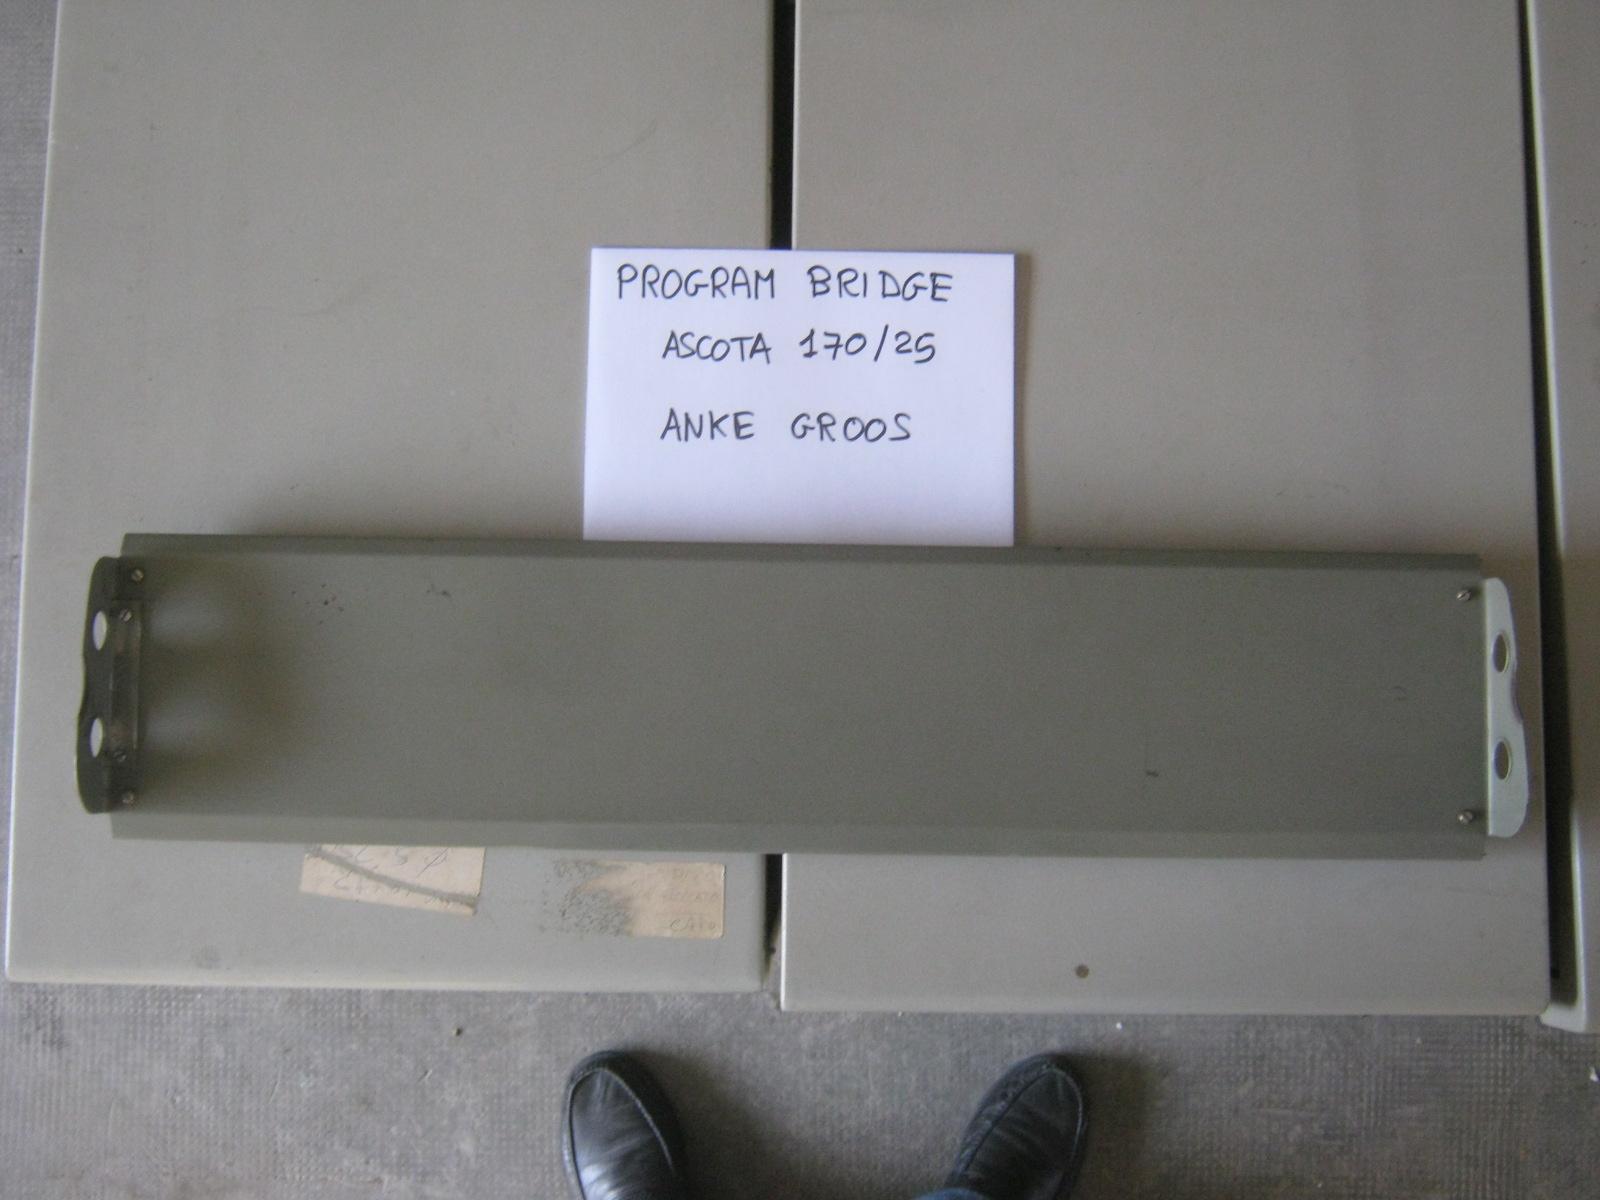 PROGRAM BRIDGE
ASCOTA 170/25
ANKE GROOS